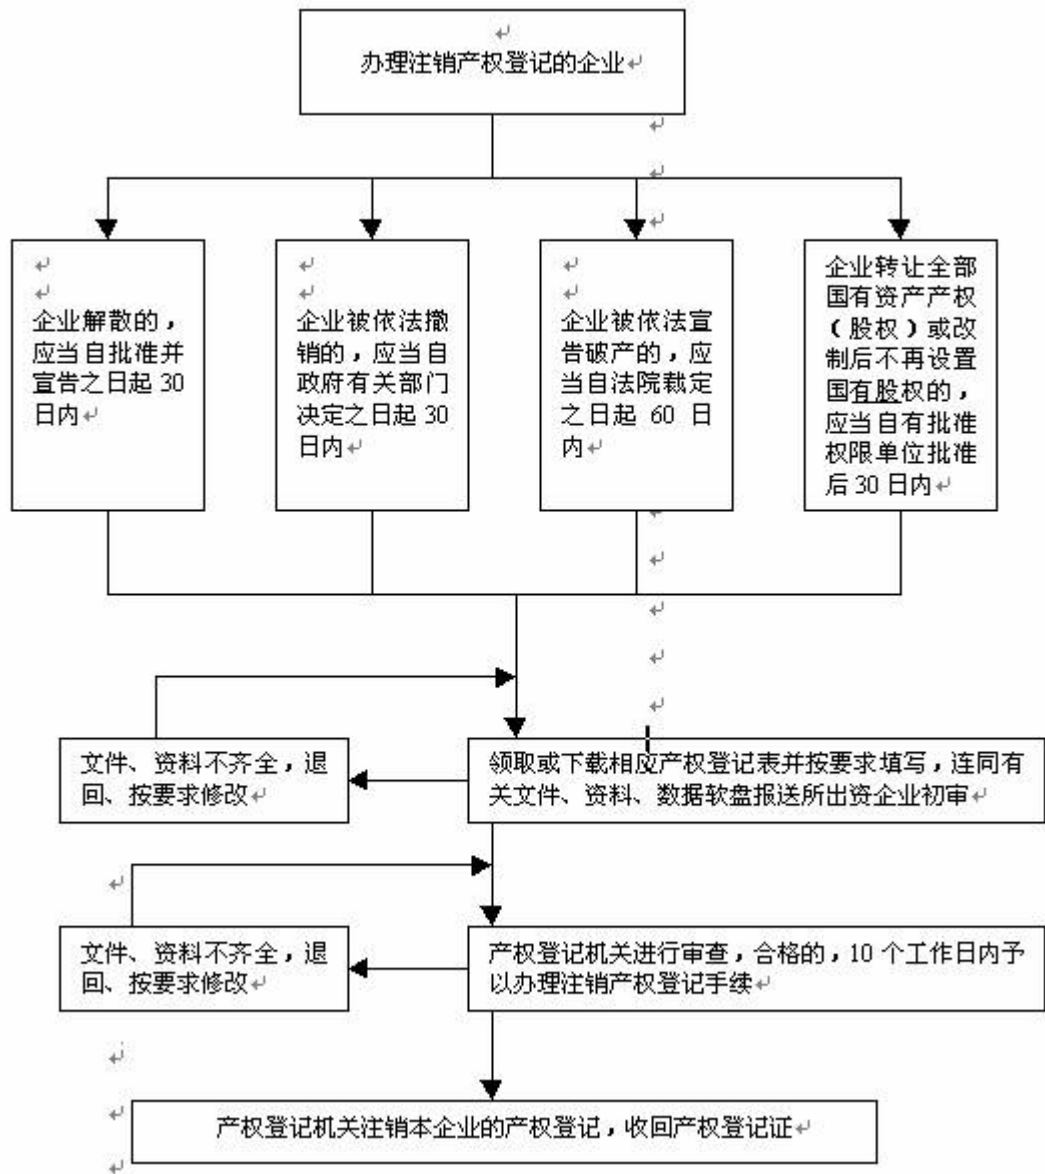 办理注销产权登记的企业
企业解散的，
应当自批准并
宣告之日起 30
日内
企业被依法撤
销的，应当自
政府有关部门
决定之日起 30
日内
企业被依法宣
告破产的，应
当自法院裁定
之日起 60 日
内
企业转让全部
国有资产产权
（股权）或改
制后不再设置
国有股权的，
应当自有批准
权限单位批准
后 30 日内
文件、资料不齐全，退
回、按要求修改
领取或下载相应产权登记表并按要求填写，连同有
关文件、资料、数据软盘报送所出资企业初审
文件、资料不齐全，退
回、按要求修改
产权登记机关进行审查，合格的，10 个工作日内予
以办理注销产权登记手续
产权登记机关注销本企业的产权登记，收回产权登记证